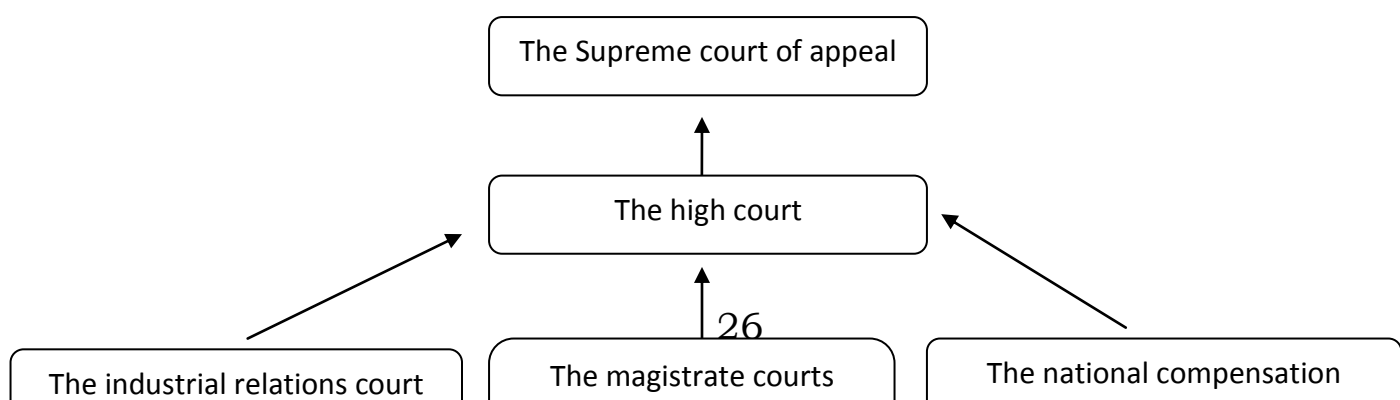 The Supreme court of appeal
The high court
26
The industrial relations court
The magistrate courts
The national compensation